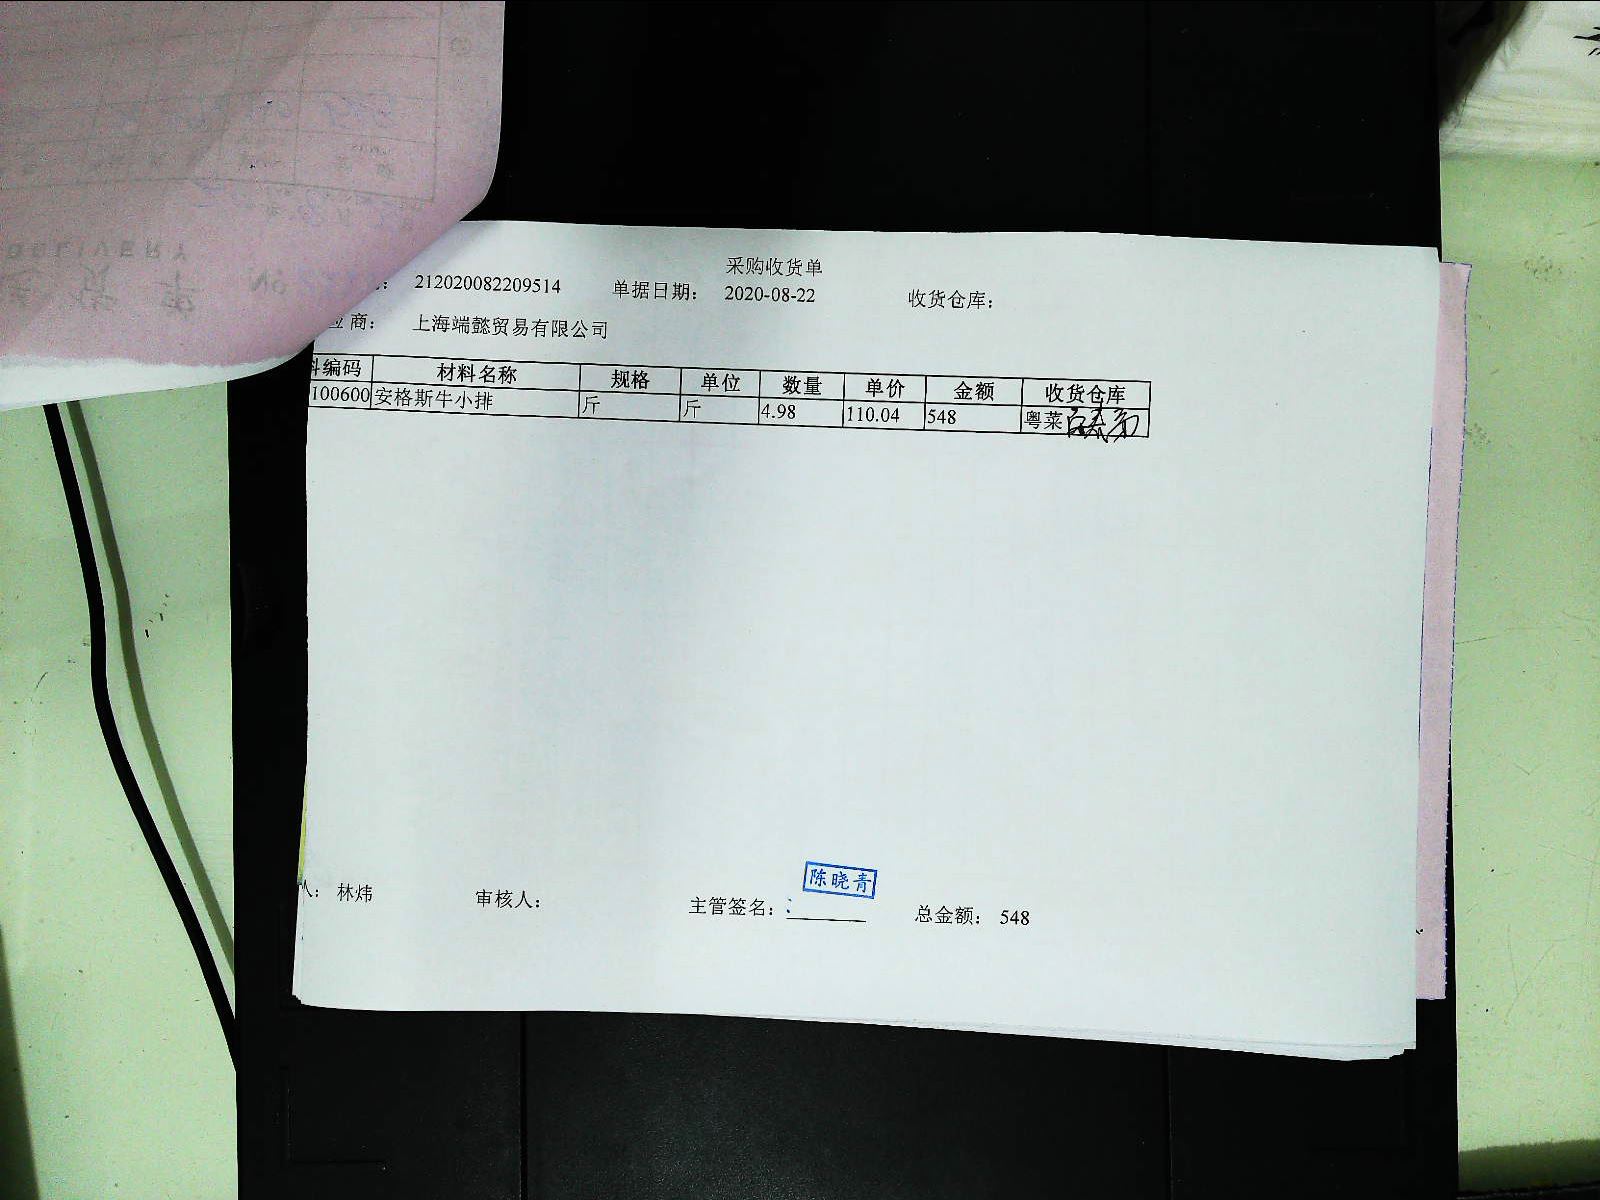 采购收货单
: 212020082209514 单据日期: 2020-08-22 收货仓库:
应商: 上海端懿贸易有限公司
料编码 材料名称 规格 单位 数量 单价 金额 收货仓库
100600 安格斯牛小排 斤 斤 4.98 110.04 548 粤菜
陈晓青
人: 林炜 审核人: 主管签名: 总金额: 548
DELIVERY